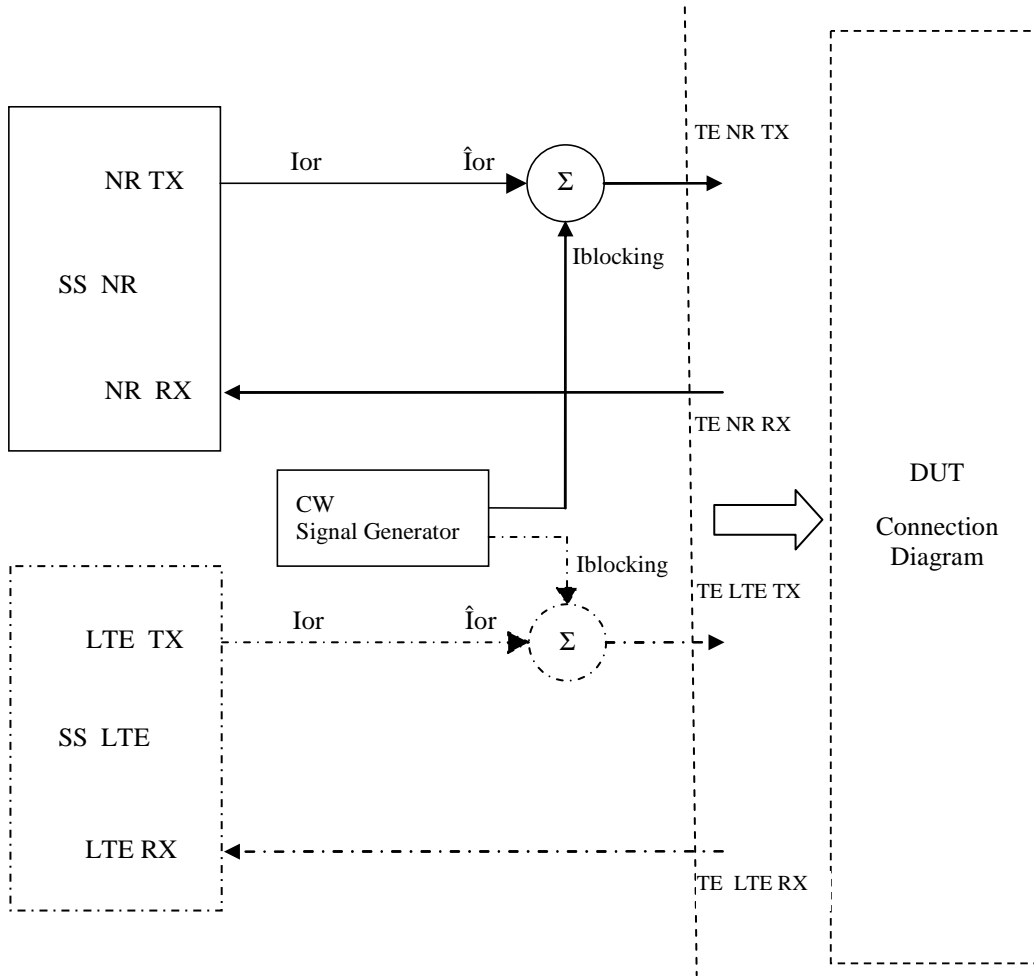 TE NR TX
NR TX
Ior
Îor
Σ
Iblocking
SS NR
NR RX
TE NR RX
DUT
Connection
Diagram
CW
Signal Generator
Iblocking
TE LTE TX
LTE TX
Ior
Îor
Σ
SS LTE
LTE RX
TE LTE RX